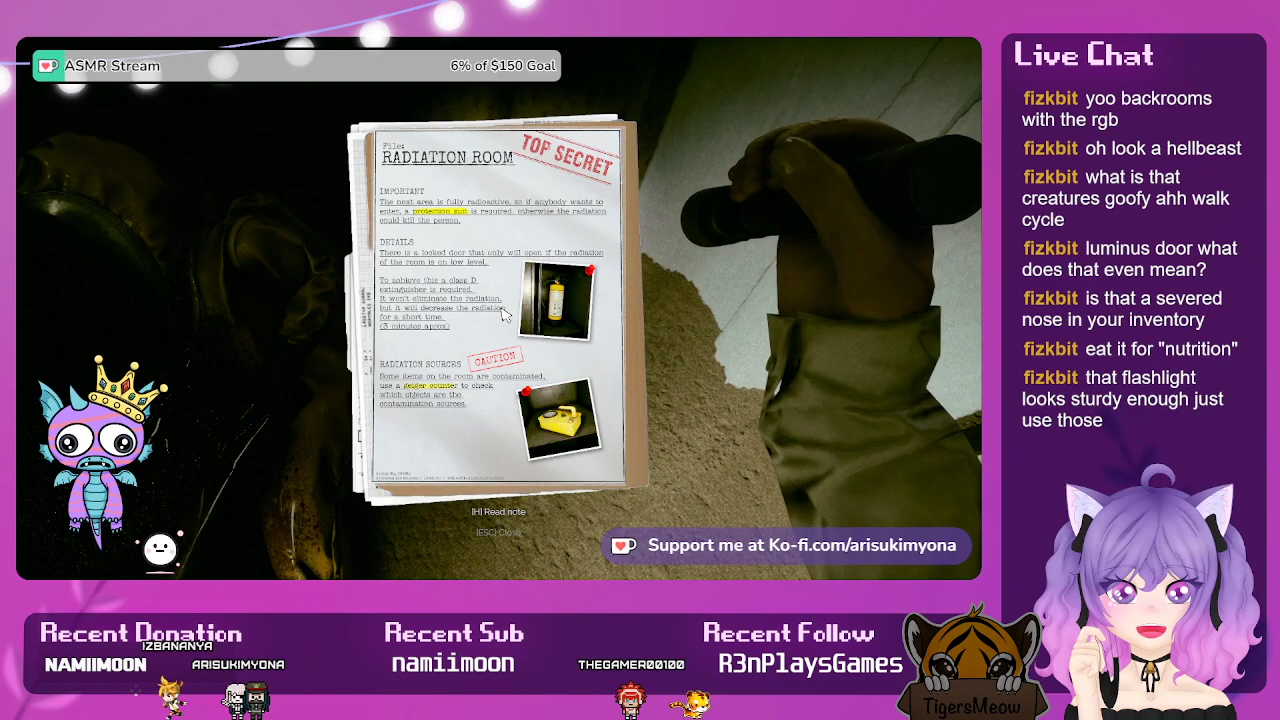 ASMR Stream
6% of $150 Goal
File:
RADIATION ROOM
TOP SECRET
IMPORTANT
The next area is fully radioactive, so if anybody wants to
enter, a protection suit is required, otherwise the radiation
could kill the person.
DETAILS
There is a locked door that only will open if the radiation
of the room is on low level.
To achieve this a class D
extinguisher is required.
It won't eliminate the radiation,
but it will decrease the radiation
for a short time.
(3 minutes aprox)
RADIATION SOURCES
CAUTION
Some items on the room are contaminated,
use a geiger counter to check
which objects are the
contamination sources.
[H] Read note
[ESC] Close
Support me at Ko-fi.com/arisukimyona
Live Chat
fizkbit yoo backrooms
with the rgb
fizkbit oh look a hellbeast
fizkbit what is that
creatures goofy ahh walk
cycle
fizkbit luminus door what
does that even mean?
fizkbit is that a severed
nose in your inventory
fizkbit eat it for "nutrition"
fizkbit that flashlight
looks sturdy enough just
use those
Recent Donation
NAMIIMOON
IZBANANYA
ARISUKIMYONA
Recent Sub
namiimoon
THEGAMER00100
Recent Follow
R3nPlaysGames
TigersMeow